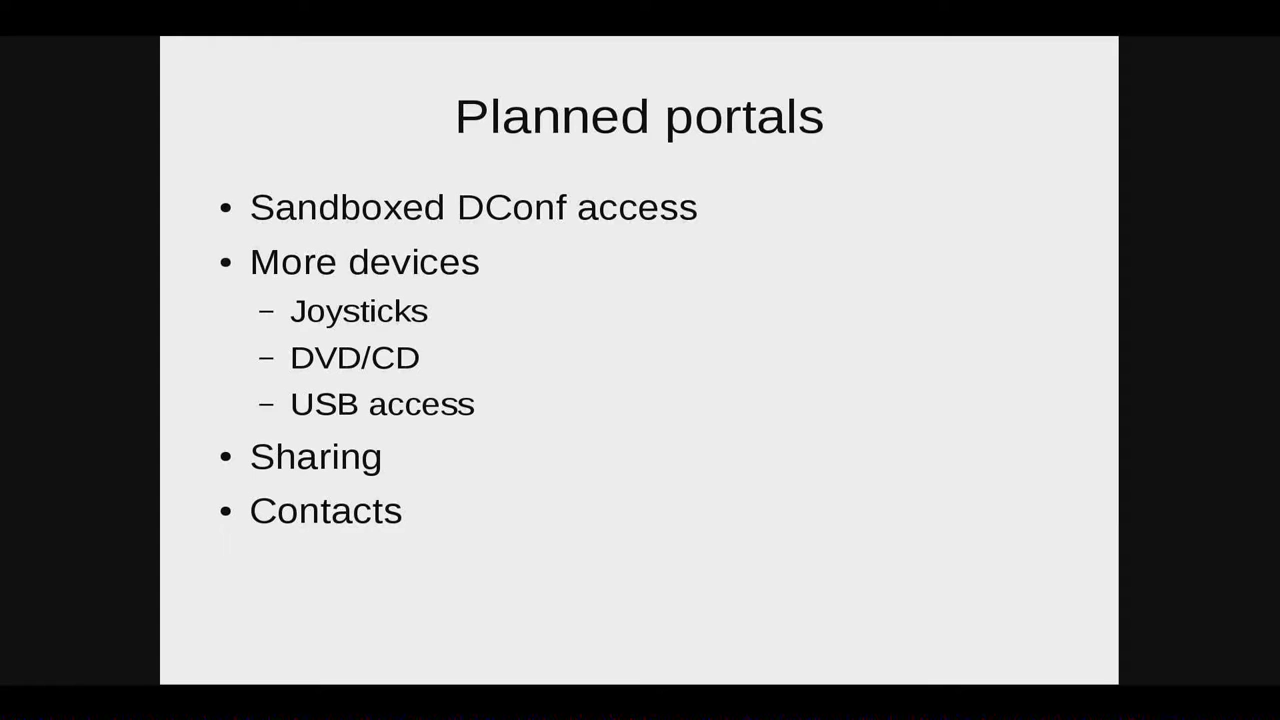 Planned portals
• Sandboxed DConf access
• More devices
– Joysticks
– DVD/CD
– USB access
• Sharing
• Contacts